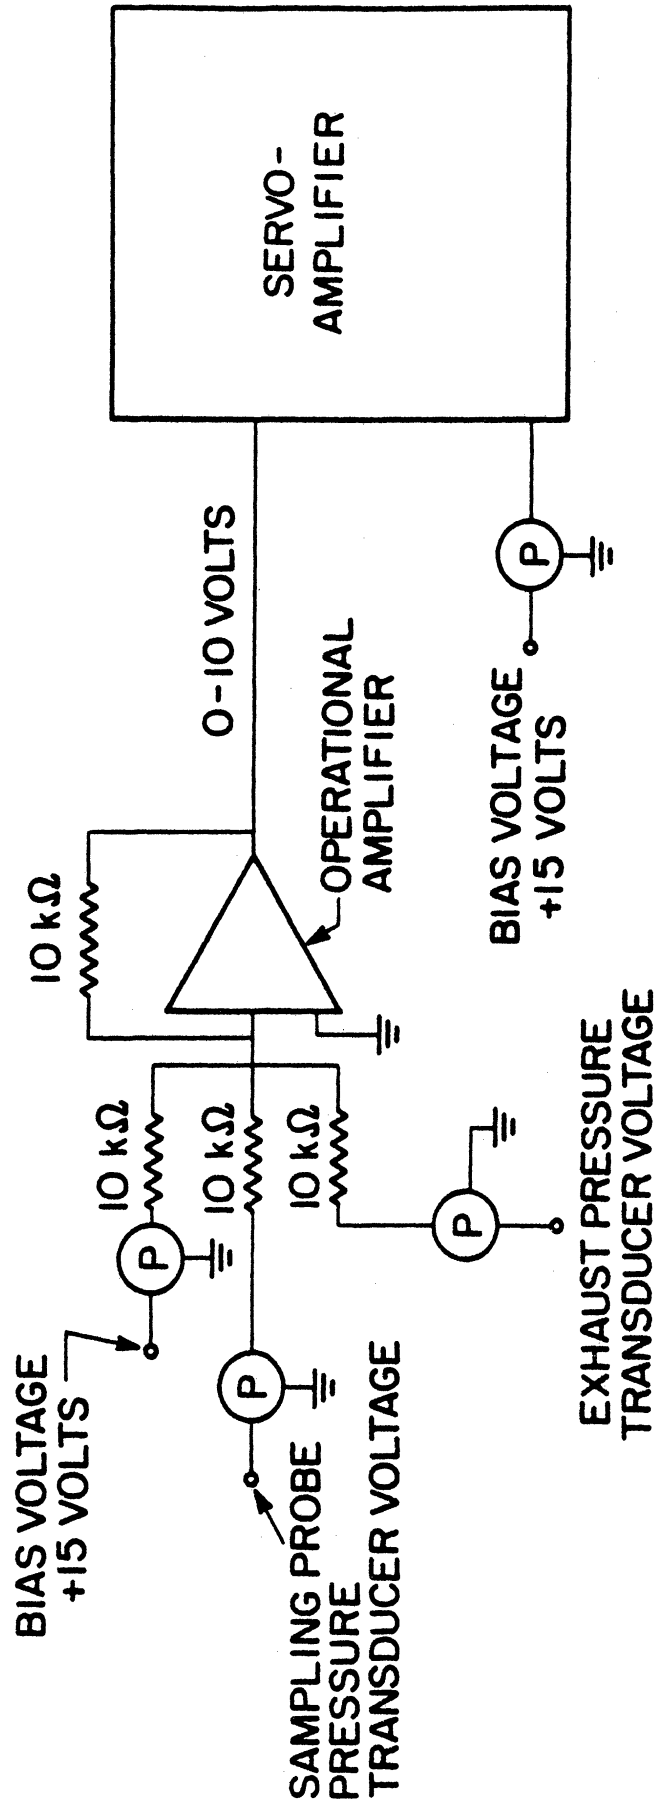 BIAS VOLTAGE
+15 VOLTS
SAMPLING PROBE
PRESSURE
TRANSDUCER VOLTAGE
P
P
10 kΩ
10 kΩ
10 kΩ
P
EXHAUST PRESSURE
TRANSDUCER VOLTAGE
10 kΩ
OPERATIONAL
AMPLIFIER
0-10 VOLTS
BIAS VOLTAGE
+15 VOLTS
P
SERVO-
AMPLIFIER